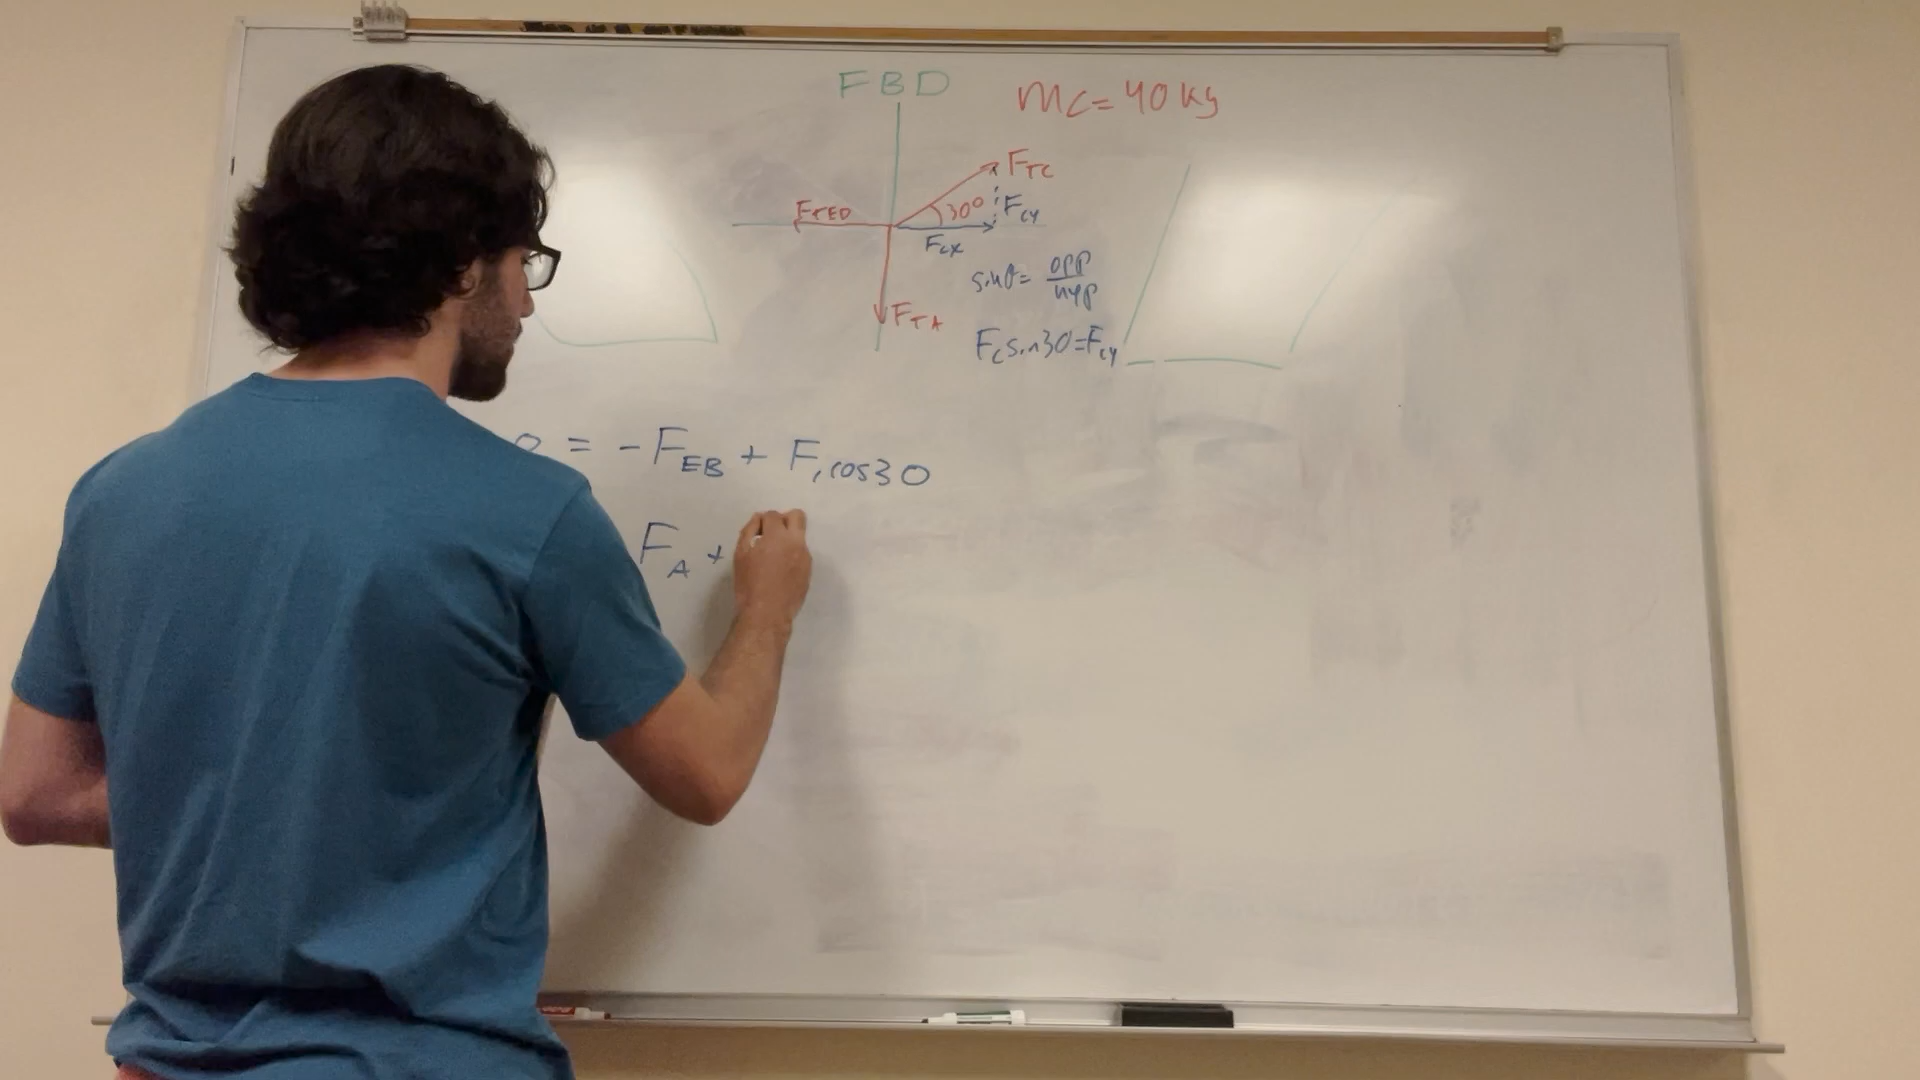 FBD
mc = 40 kg
FTC
30°
FCY
FTED
FCX
sinθ = opp/hyp
FTA
FC sin30 = FCY
0 = -FEB + FC cos30
FA +